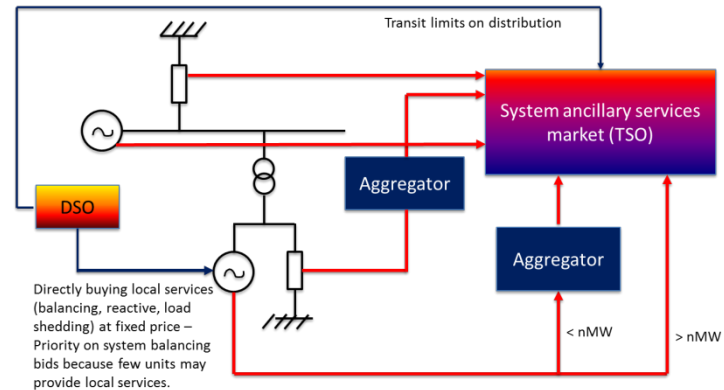 Transit limits on distribution
System ancillary services
market (TSO)
Aggregator
DSO
Aggregator
Directly buying local services
(balancing, reactive, load
shedding) at fixed price –
Priority on system balancing
bids because few units may
provide local services.
< nMW
> nMW